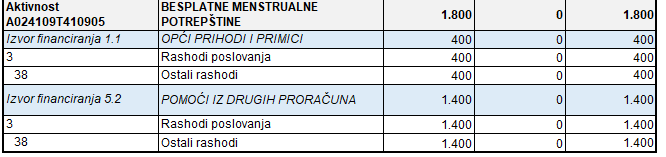 Aktivnost A024109T410905 BESPLATNE MENSTRUALNE POTREPŠTINE 1.800 0 1.800
Izvor financiranja 1.1 OPĆI PRIHODI I PRIMICI 400 0 400
3 Rashodi poslovanja 400 0 400
38 Ostali rashodi 400 0 400
Izvor financiranja 5.2 POMOĆI IZ DRUGIH PRORAČUNA 1.400 0 1.400
3 Rashodi poslovanja 1.400 0 1.400
38 Ostali rashodi 1.400 0 1.400